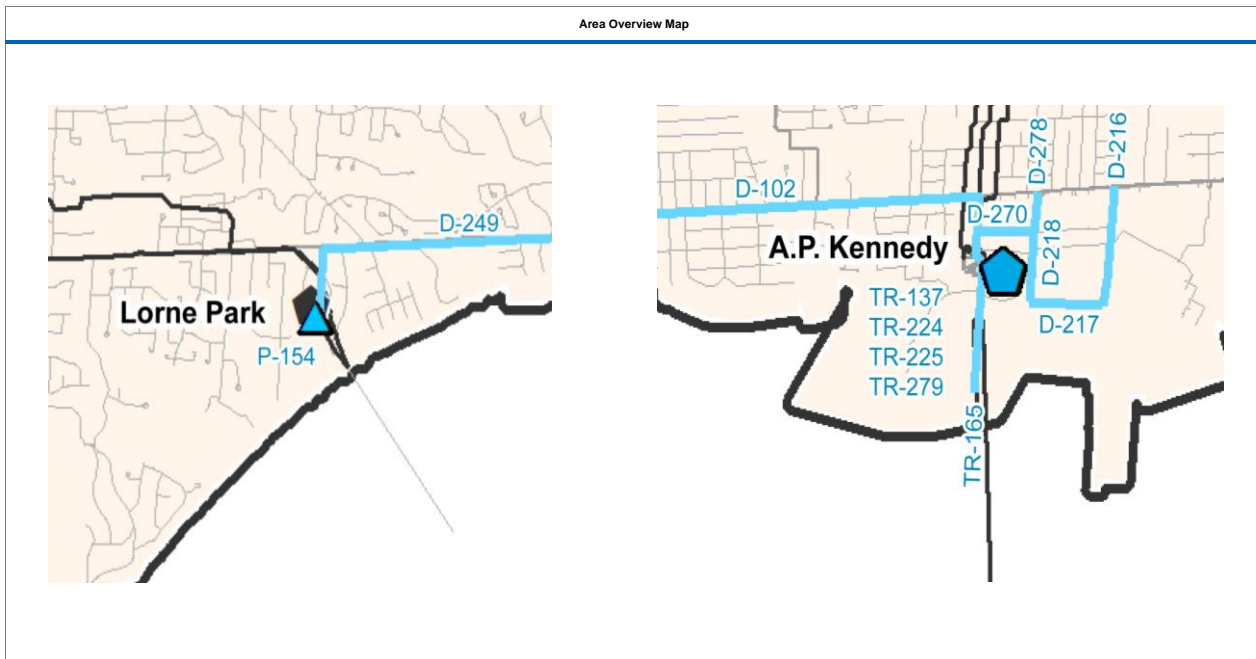 Area Overview Map
D-249
Lorne Park
P-154
D-278
D-216
D-102
D-270
D-218
A.P. Kennedy
TR-137
TR-224
TR-225
TR-279
D-217
TR-165